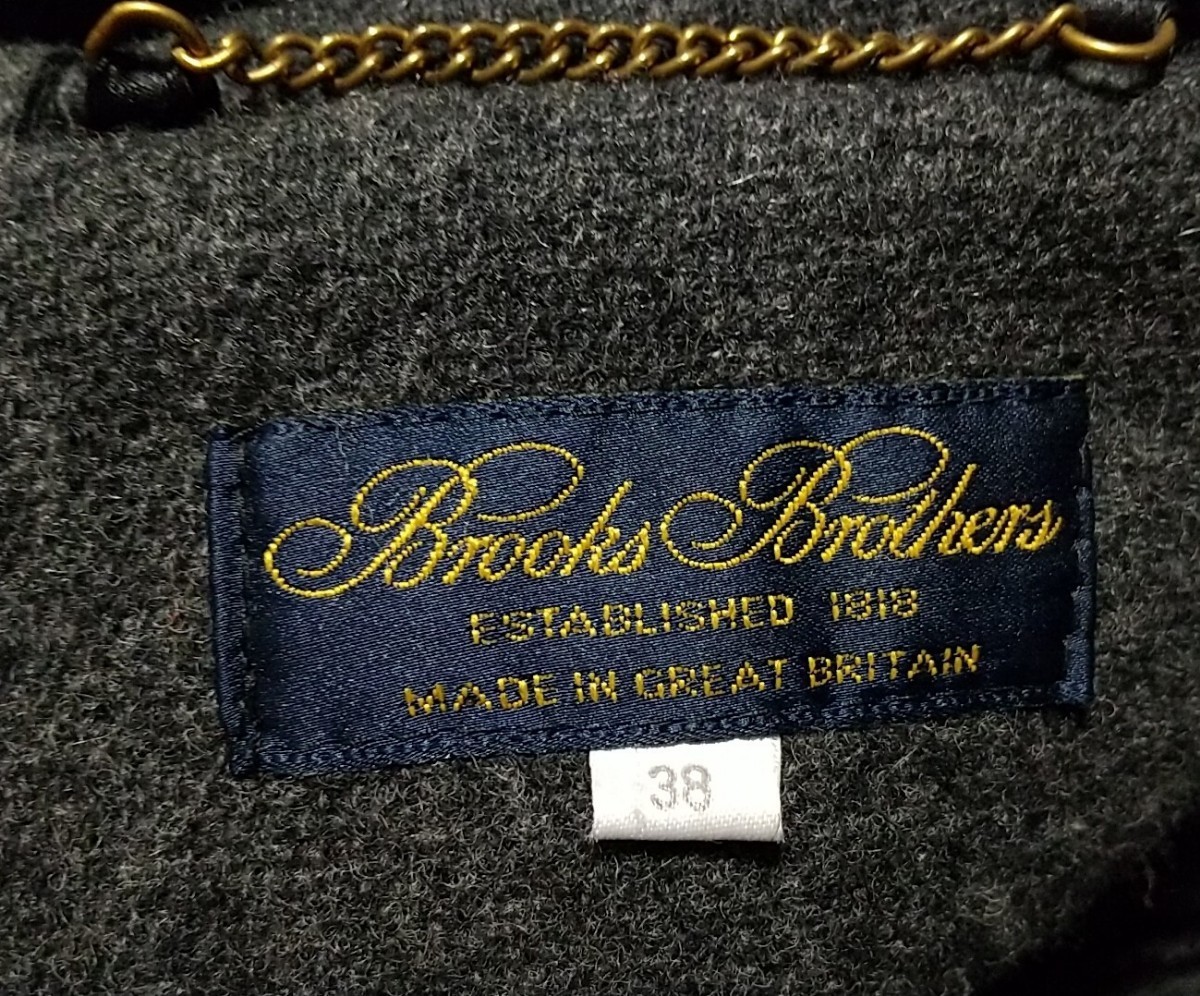 Brooks Brothers
ESTABLISHED 1818
MADE IN GREAT BRITAIN
38